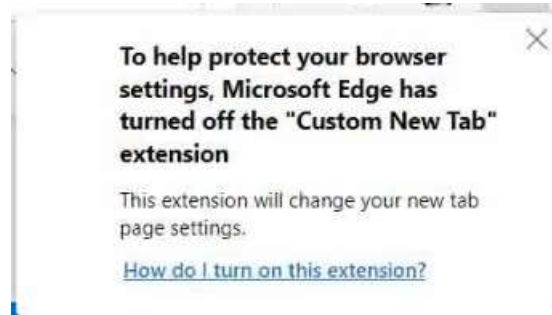 To help protect your browser
settings, Microsoft Edge has
turned off the "Custom New Tab"
extension
This extension will change your new tab
page settings.
How do I turn on this extension?